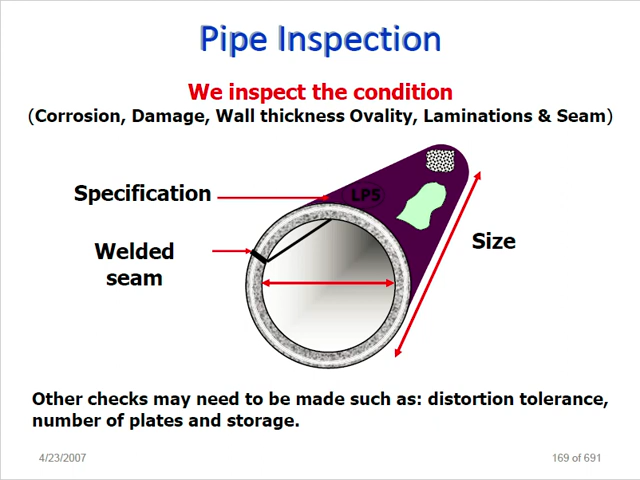 Pipe Inspection
We inspect the condition
(Corrosion, Damage, Wall thickness Ovality, Laminations & Seam)
Specification
LP5
Welded
seam
Size
Other checks may need to be made such as: distortion tolerance,
number of plates and storage.
4/23/2007
169 of 691